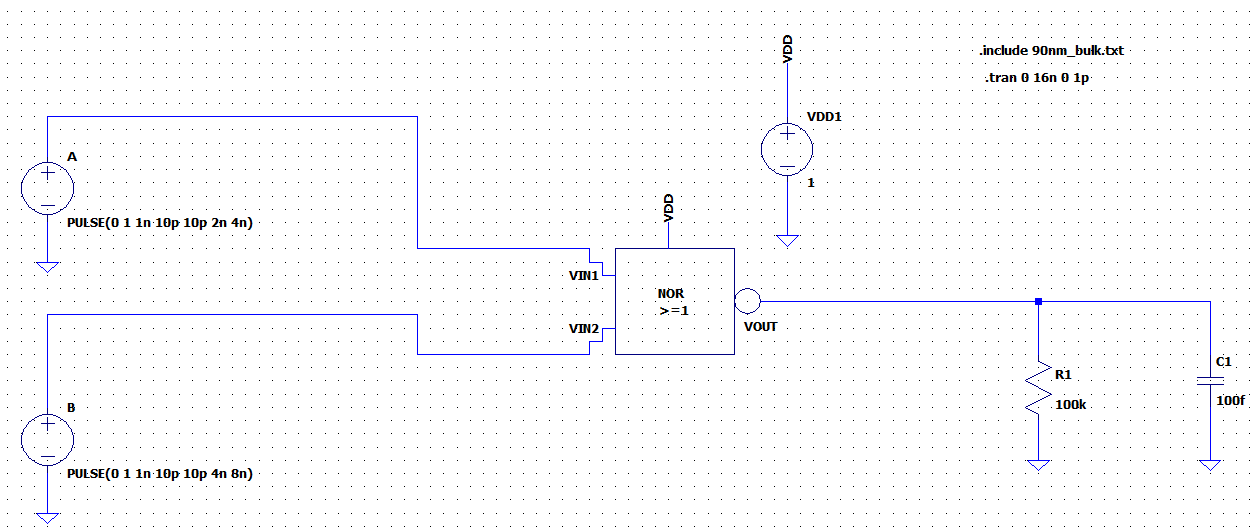 .include 90nm_bulk.txt
.tran 0 16n 0 1p
VDD
VDD1
1
A
PULSE(0 1 1n 10p 10p 2n 4n)
VDD
VIN1
NOR
>=1
VIN2
VOUT
B
PULSE(0 1 1n 10p 10p 4n 8n)
R1
100k
C1
100f